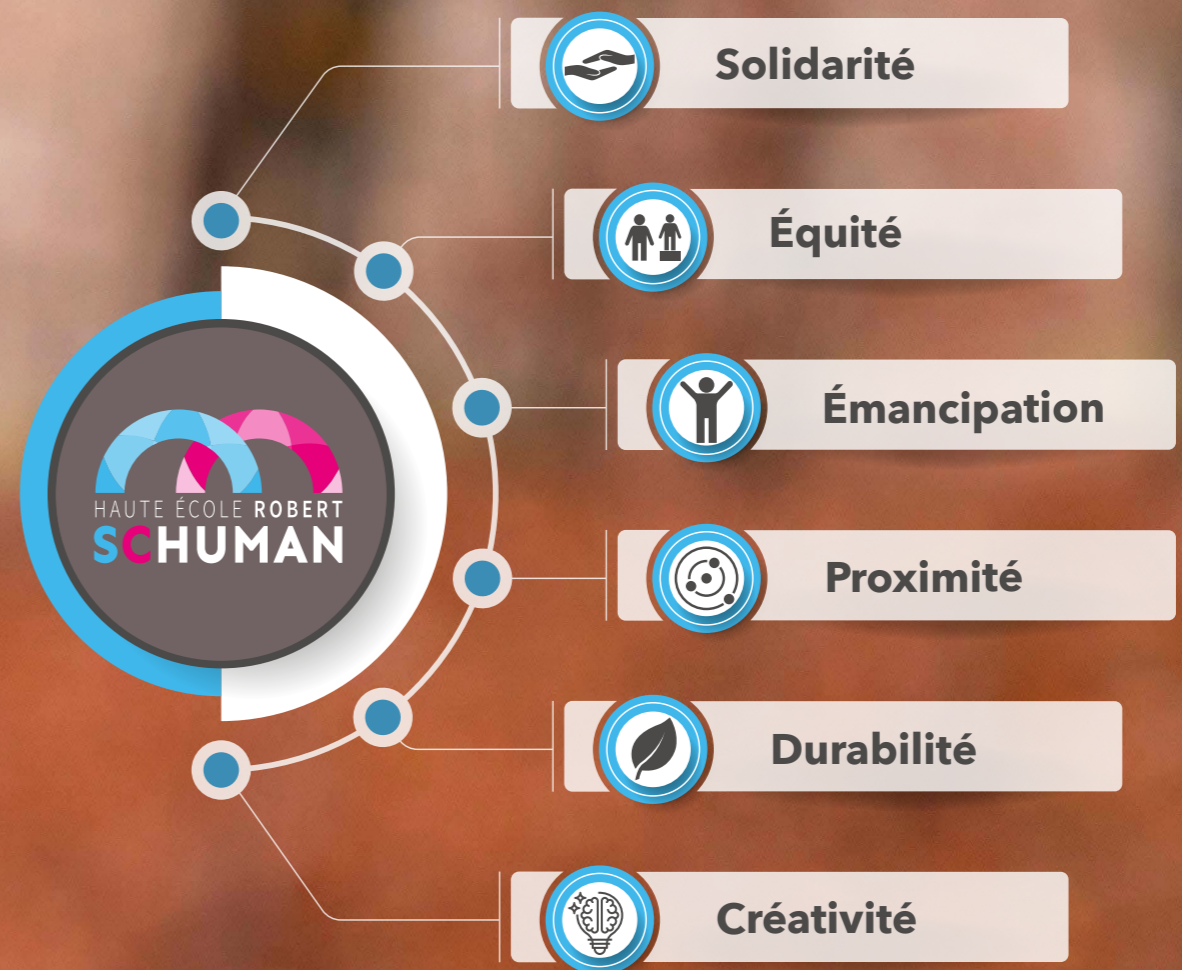 Solidarité
Équité
Émancipation
HAUTE ÉCOLE ROBERT
SCHUMAN
Proximité
Durabilité
Créativité